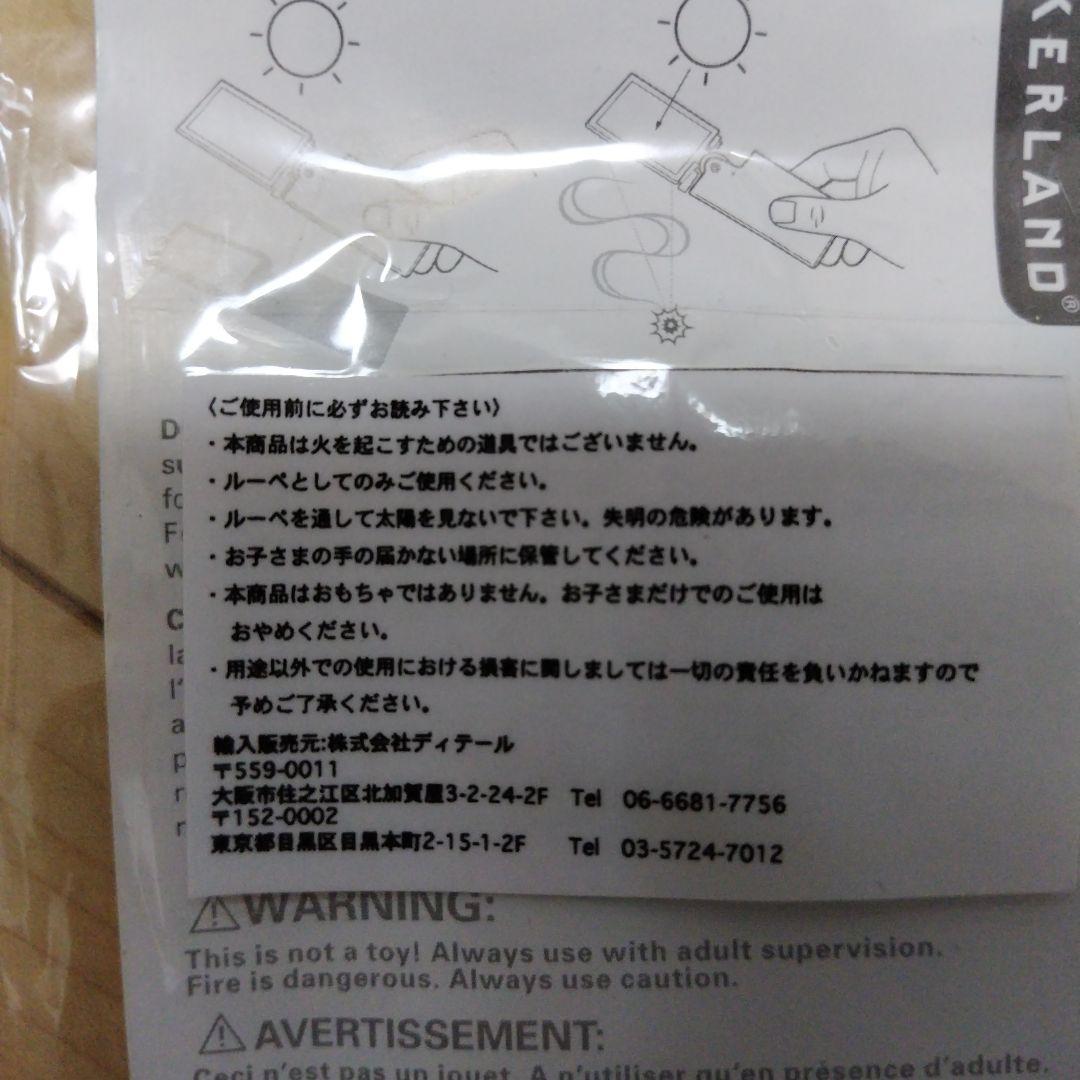 KERLAND®
〈ご使用前に必ずお読み下さい〉
・本商品は火を起こすための道具ではございません。
・ルーペとしてのみご使用ください。
・ルーペを通して太陽を見ないで下さい。失明の危険があります。
・お子さまの手の届かない場所に保管してください。
・本商品はおもちゃではありません。お子さまだけでのご使用は
おやめください。
・用途以外での使用における損害に関しましては一切の責任を負いかねますので
予めご了承ください。
輸入販売元:株式会社ディテール
〒559-0011
大阪市住之江区北加賀屋3-2-24-2F Tel 06-6681-7756
〒152-0002
東京都目黒区目黒本町2-15-1-2F Tel 03-5724-7012
⚠WARNING:
This is not a toy! Always use with adult supervision.
Fire is dangerous. Always use caution.
⚠AVERTISSEMENT:
Ceci n'est pas un jouet. A n'utiliser qu'en présence d'adulte.